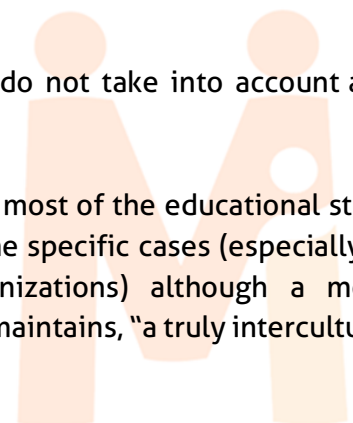 do not take into account a
most of the educational st
e specific cases (especially
nizations) although a m
maintains, “a truly intercultu